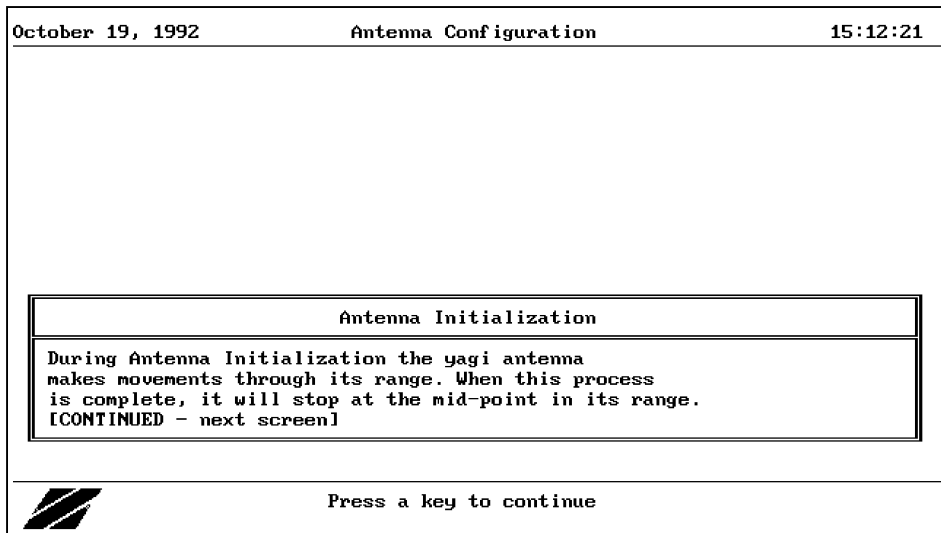 October 19, 1992 Antenna Configuration 15:12:21
Antenna Initialization
During Antenna Initialization the yagi antenna
makes movements through its range. When this process
is complete, it will stop at the mid-point in its range.
[CONTINUED - next screen]
Press a key to continue